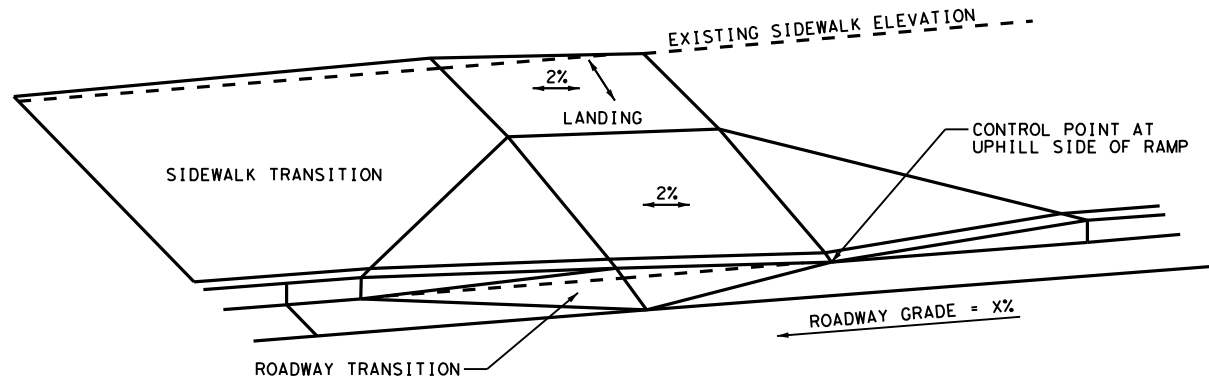 EXISTING SIDEWALK ELEVATION
2%
LANDING
CONTROL POINT AT
UPHILL SIDE OF RAMP
SIDEWALK TRANSITION
2%
ROADWAY GRADE = X%
ROADWAY TRANSITION